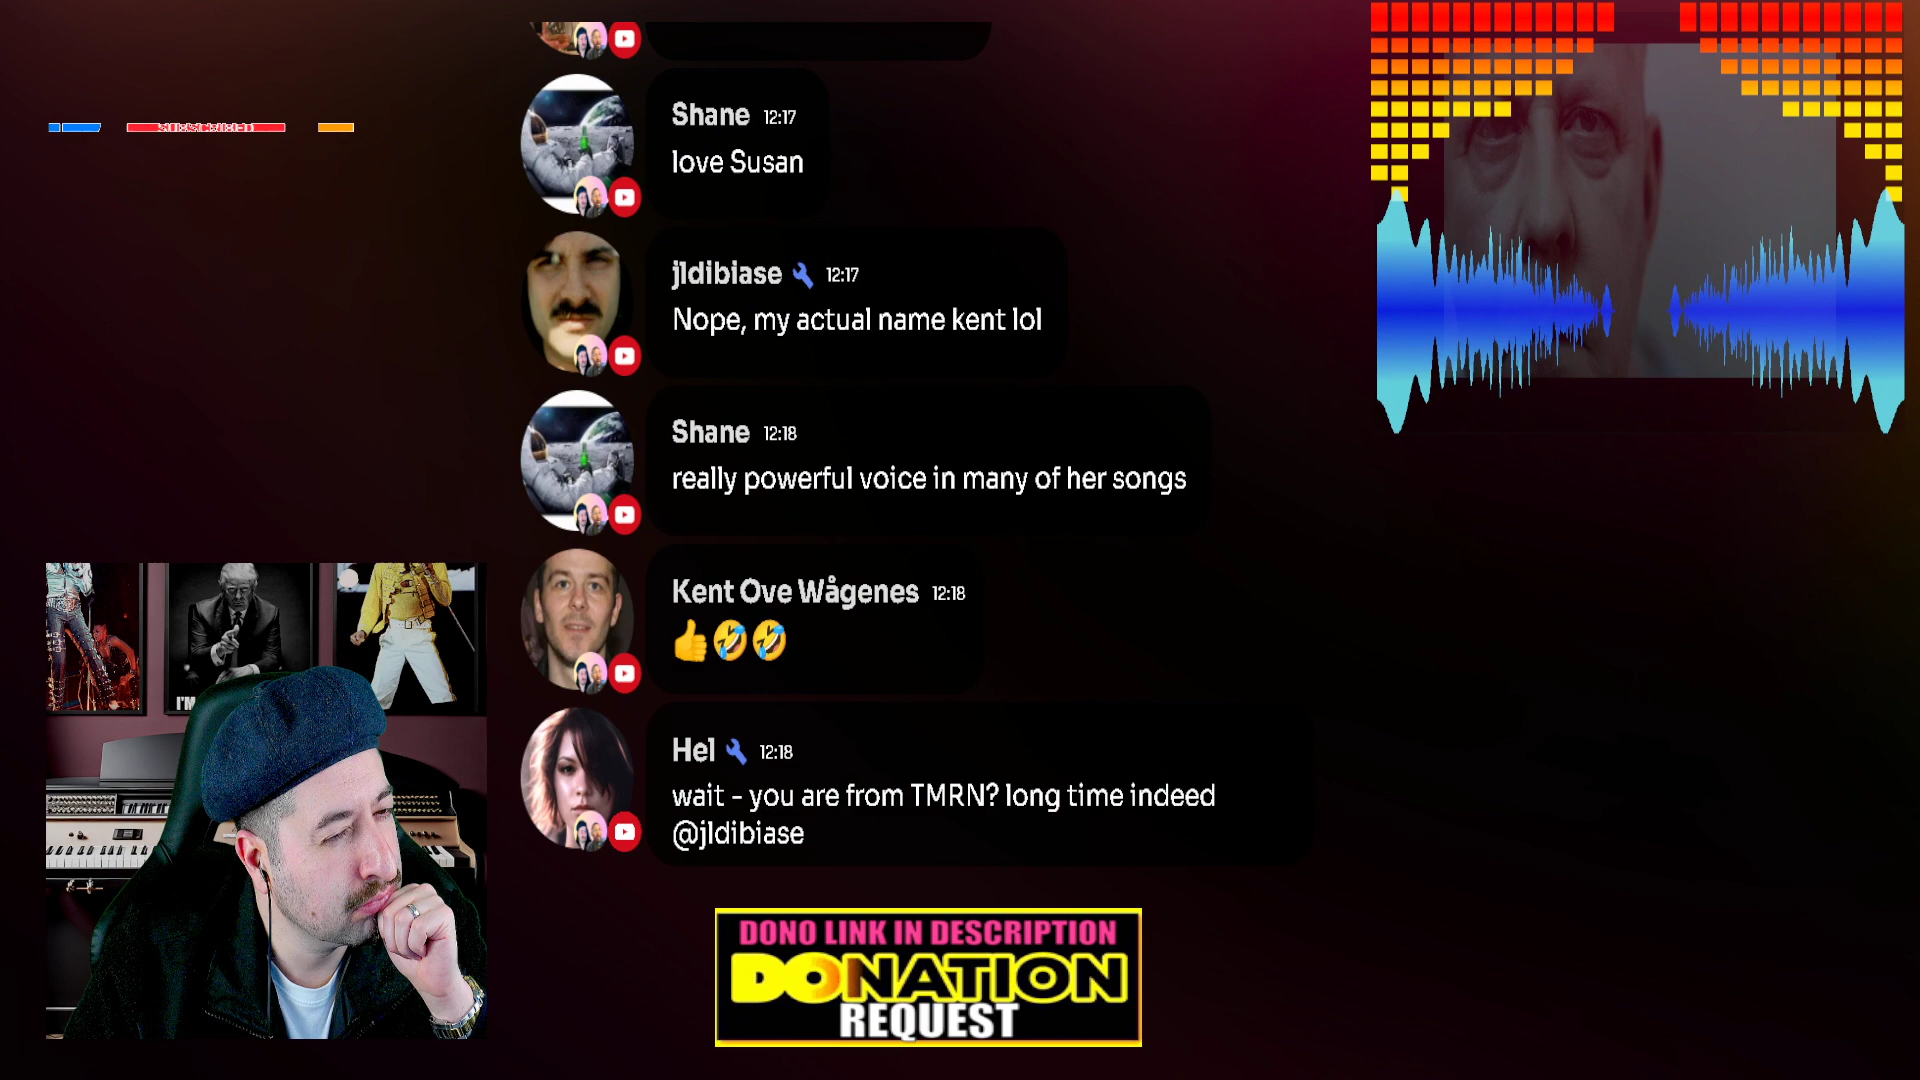 Shane 12:17
love Susan
jldibiase 12:17
Nope, my actual name kent lol
Shane 12:18
really powerful voice in many of her songs
Kent Ove Wågenes 12:18
👍🤣🤣
Hel 12:18
wait - you are from TMRN? long time indeed
@jldibiase
I'M
DONO LINK IN DESCRIPTION
DONATION
REQUEST